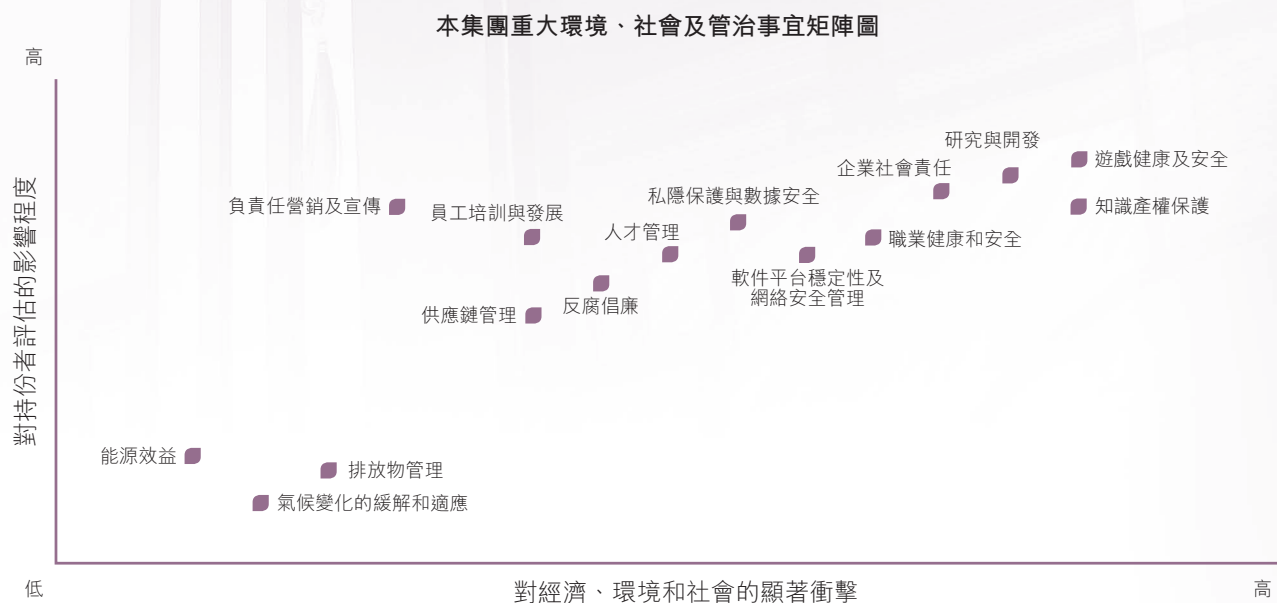 本集團重大環境、社會及管治事宜矩陣圖
高
對持份者評估的影響程度
研究與開發
遊戲健康及安全
企業社會責任
私隱保護與數據安全
負責任營銷及宣傳
員工培訓與發展
知識產權保護
人才管理
職業健康和安全
軟件平台穩定性及
網絡安全管理
反腐倡廉
供應鏈管理
能源效益
排放物管理
氣候變化的緩解和適應
低
對經濟、環境和社會的顯著衝擊
高